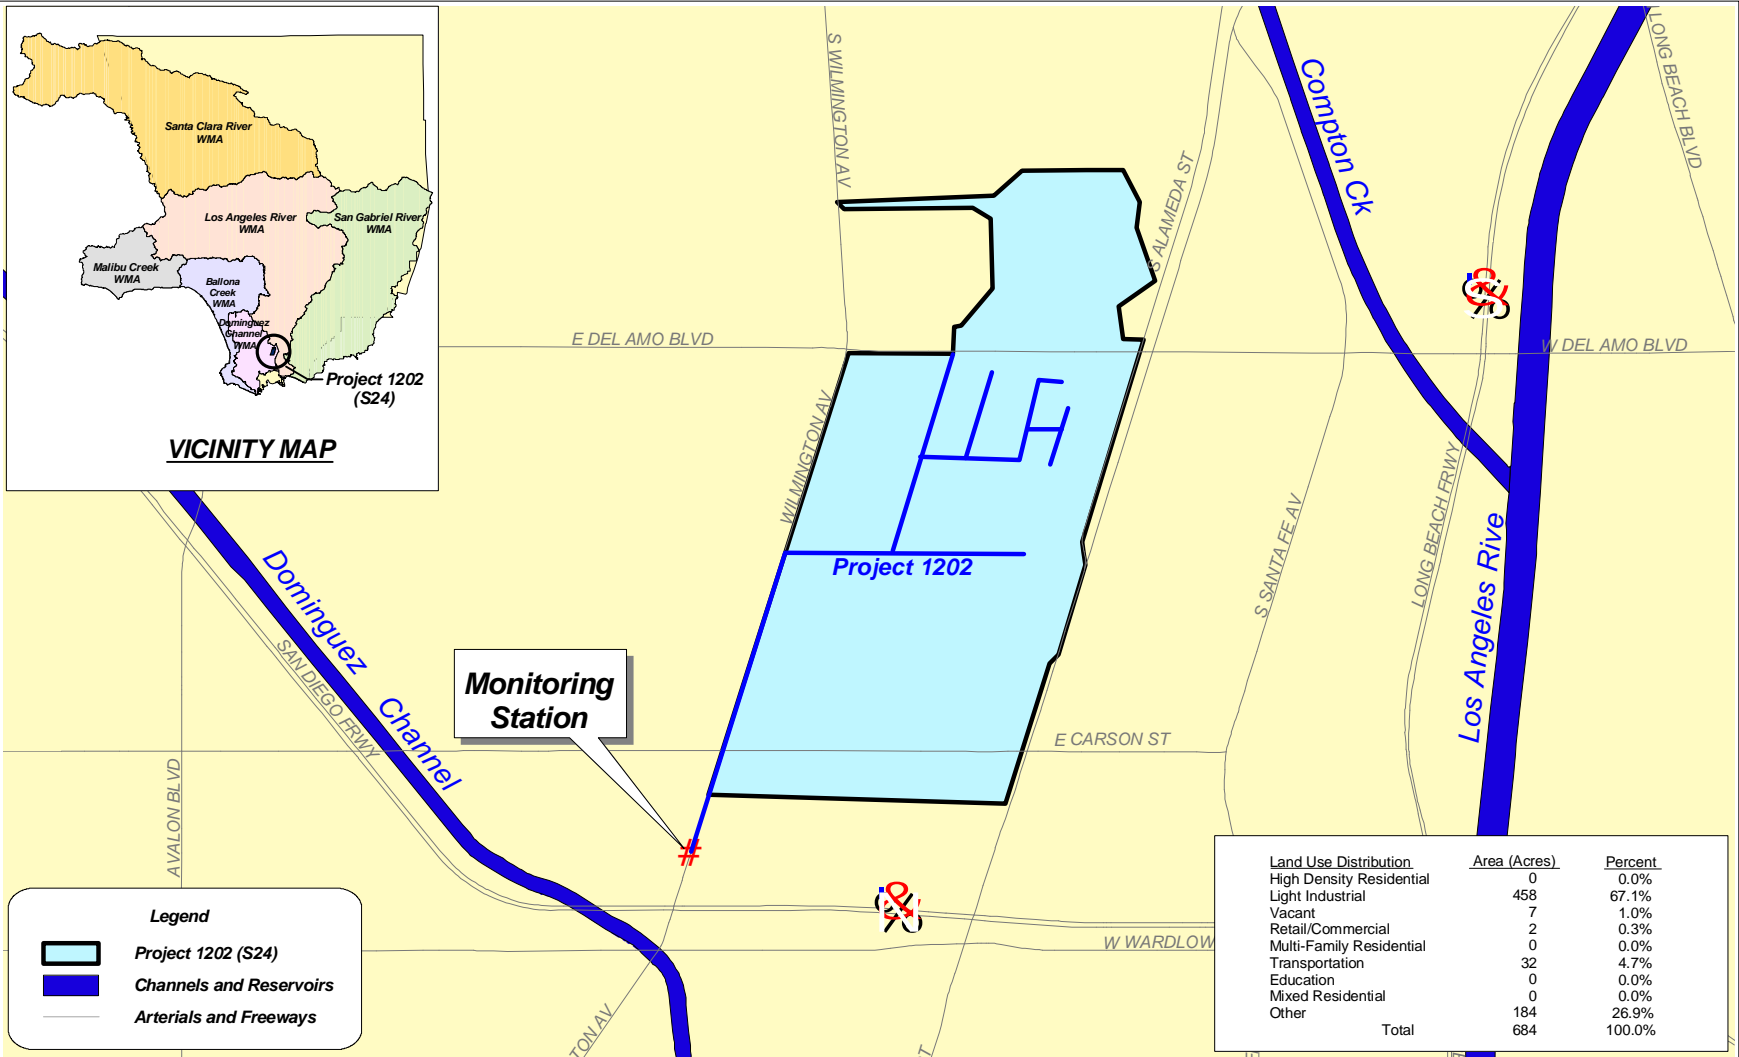 Santa Clara River
WMA
Los Angeles River
WMA
San Gabriel River
WMA
Malibu Creek
WMA
Ballona
Creek
WMA
Dominguez
Channel
WMA
Project 1202
(S24)
VICINITY MAP
S WILMINGTON AV
S ALAMEDA ST
Compton Ck
LONG BEACH BLVD
E DEL AMO BLVD
W DEL AMO BLVD
WILMINGTON AV
Project 1202
LONG BEACH FRWY
S SANTA FE AV
Los Angeles Rive
Dominguez Channel
SAN DIEGO FRWY
Monitoring
Station
E CARSON ST
AVALON BLVD
#
W WARDLOW
TON AV
Legend
Project 1202 (S24)
Channels and Reservoirs
Arterials and Freeways
Land Use Distribution Area (Acres) Percent
High Density Residential 0 0.0%
Light Industrial 458 67.1%
Vacant 7 1.0%
Retail/Commercial 2 0.3%
Multi-Family Residential 0 0.0%
Transportation 32 4.7%
Education 0 0.0%
Mixed Residential 0 0.0%
Other 184 26.9%
Total 684 100.0%